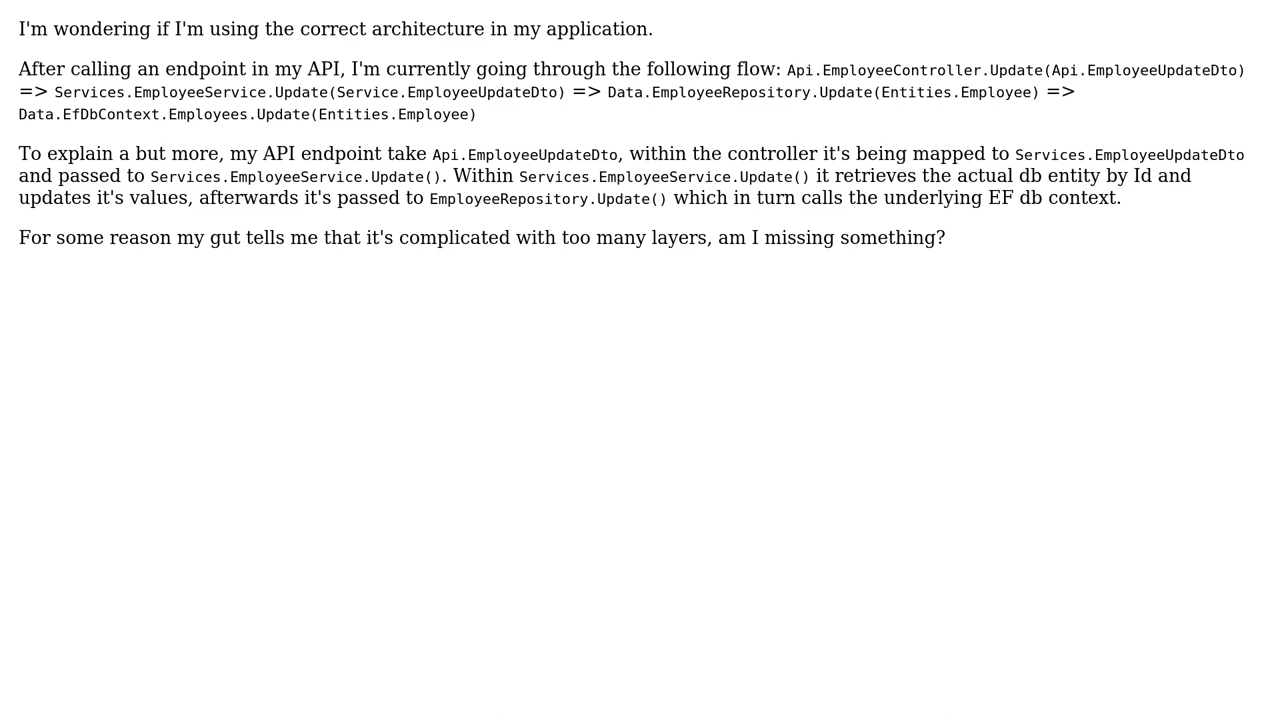 I'm wondering if I'm using the correct architecture in my application.
After calling an endpoint in my API, I'm currently going through the following flow: Api.EmployeeController.Update(Api.EmployeeUpdateDto)
=> Services.EmployeeService.Update(Service.EmployeeUpdateDto) => Data.EmployeeRepository.Update(Entities.Employee) =>
Data.EfDbContext.Employees.Update(Entities.Employee)
To explain a but more, my API endpoint take Api.EmployeeUpdateDto, within the controller it's being mapped to Services.EmployeeUpdateDto
and passed to Services.EmployeeService.Update(). Within Services.EmployeeService.Update() it retrieves the actual db entity by Id and
updates it's values, afterwards it's passed to EmployeeRepository.Update() which in turn calls the underlying EF db context.
For some reason my gut tells me that it's complicated with too many layers, am I missing something?